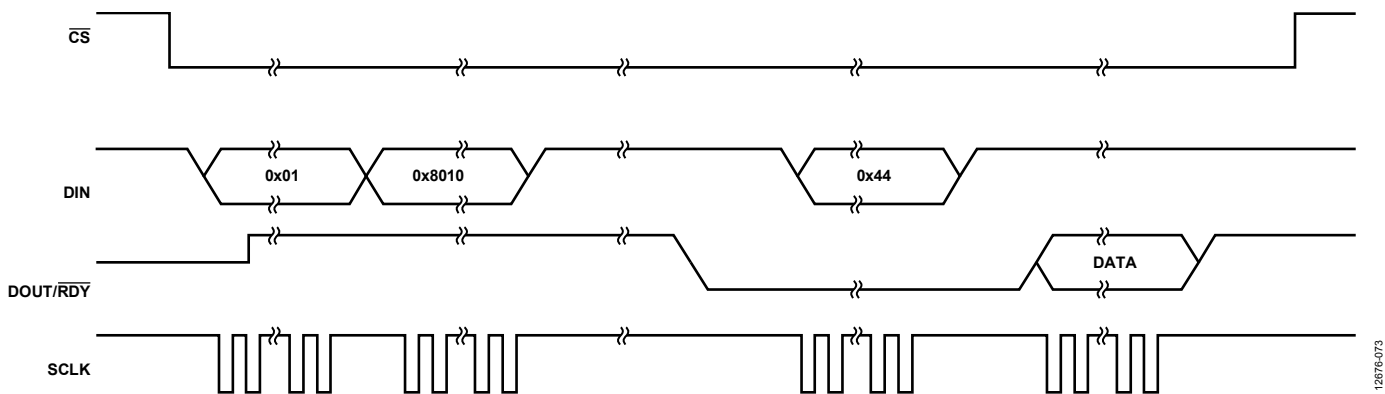 CS
DIN
0x01
0x8010
0x44
DOUT/RDY
DATA
SCLK
12676-073